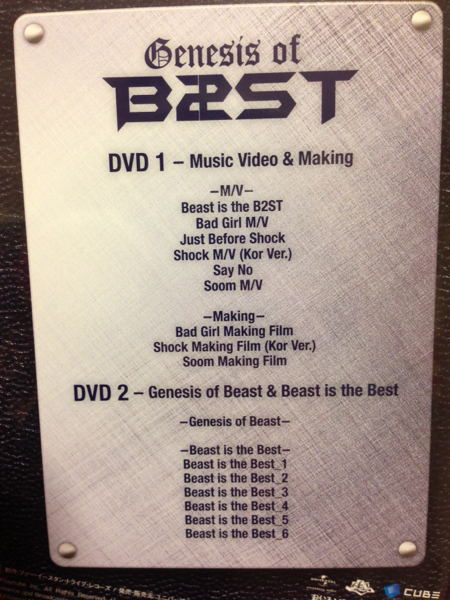 Genesis of
B2ST
DVD 1 – Music Video & Making
–M/V–
Beast is the B2ST
Bad Girl M/V
Just Before Shock
Shock M/V (Kor Ver.)
Say No
Soom M/V
–Making–
Bad Girl Making Film
Shock Making Film (Kor Ver.)
Soom Making Film
DVD 2 – Genesis of Beast & Beast is the Best
–Genesis of Beast–
–Beast is the Best–
Beast is the Best_1
Beast is the Best_2
Beast is the Best_3
Beast is the Best_4
Beast is the Best_5
Beast is the Best_6
CUBE